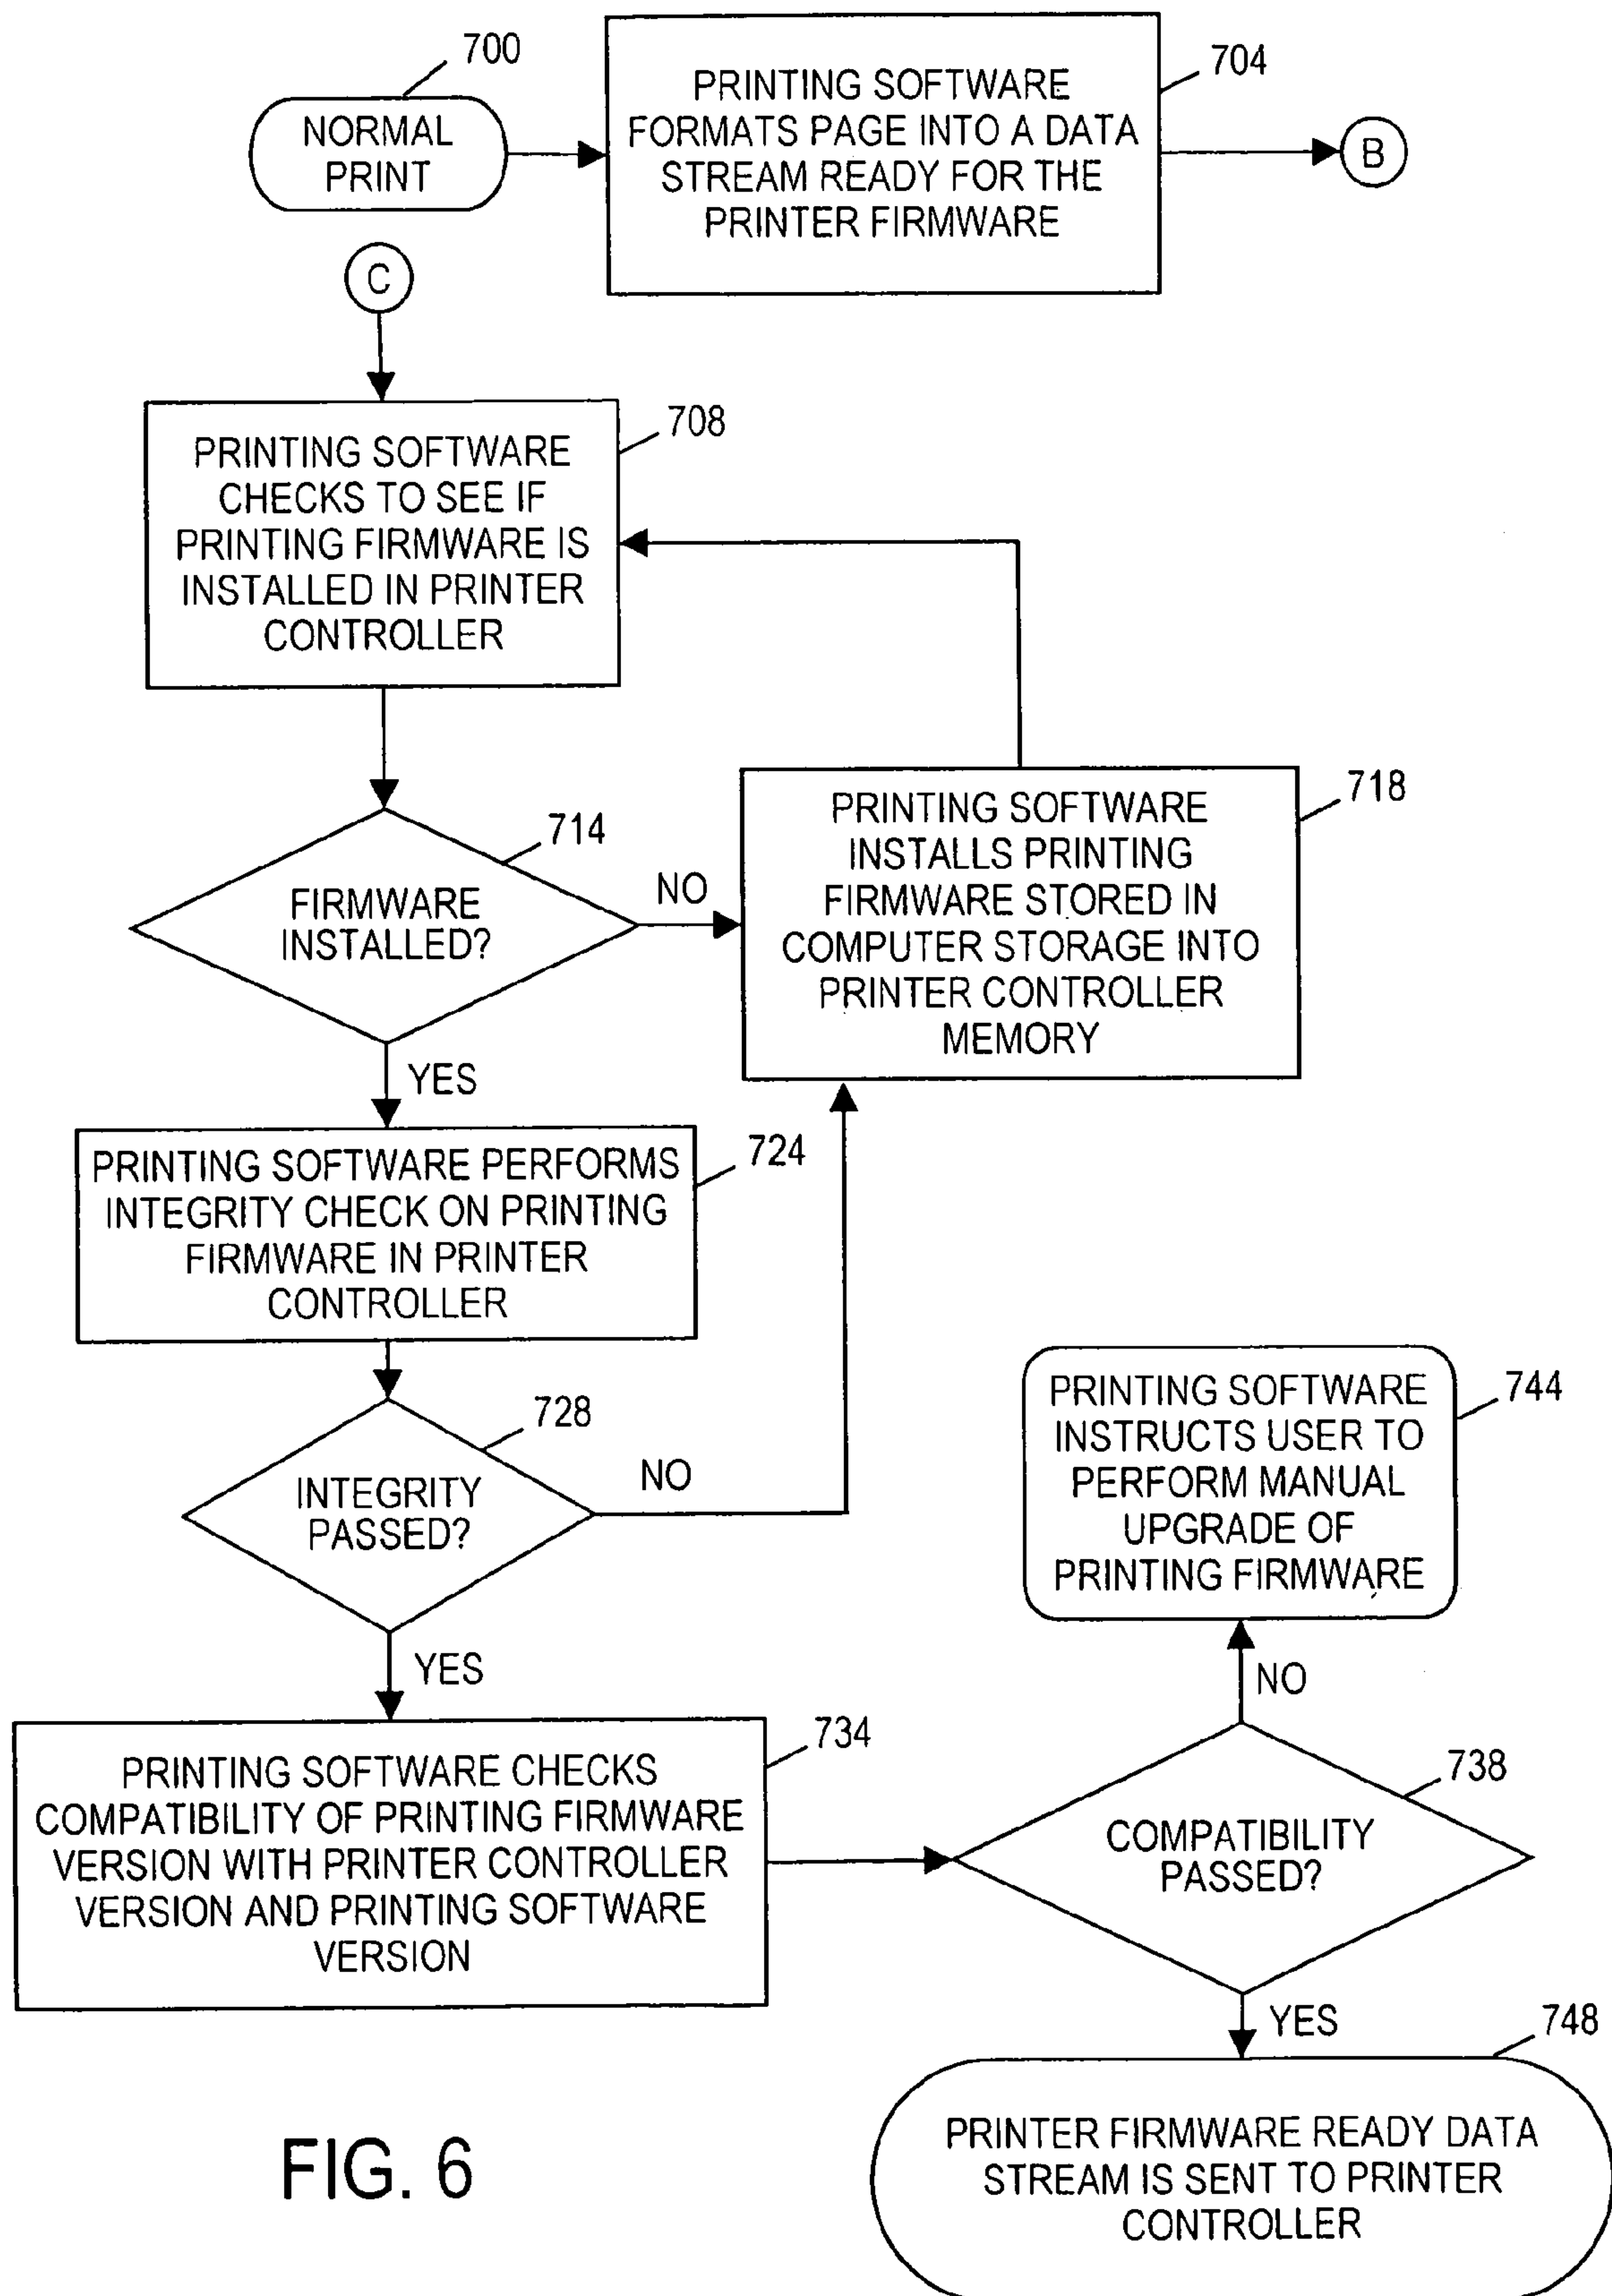 700
NORMAL
PRINT
704
PRINTING SOFTWARE
FORMATS PAGE INTO A DATA
STREAM READY FOR THE
PRINTER FIRMWARE
B
C
708
PRINTING SOFTWARE
CHECKS TO SEE IF
PRINTING FIRMWARE IS
INSTALLED IN PRINTER
CONTROLLER
714
FIRMWARE
INSTALLED?
NO
718
PRINTING SOFTWARE
INSTALLS PRINTING
FIRMWARE STORED IN
COMPUTER STORAGE INTO
PRINTER CONTROLLER
MEMORY
YES
724
PRINTING SOFTWARE PERFORMS
INTEGRITY CHECK ON PRINTING
FIRMWARE IN PRINTER
CONTROLLER
728
INTEGRITY
PASSED?
NO
YES
734
PRINTING SOFTWARE CHECKS
COMPATIBILITY OF PRINTING FIRMWARE
VERSION WITH PRINTER CONTROLLER
VERSION AND PRINTING SOFTWARE
VERSION
738
COMPATIBILITY
PASSED?
NO
744
PRINTING SOFTWARE
INSTRUCTS USER TO
PERFORM MANUAL
UPGRADE OF
PRINTING FIRMWARE
YES
748
PRINTER FIRMWARE READY DATA
STREAM IS SENT TO PRINTER
CONTROLLER
FIG. 6